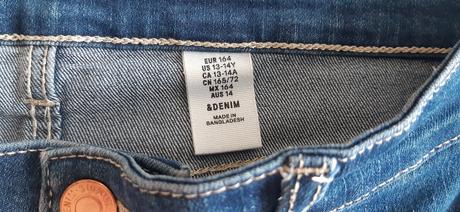 EUR 164
US 13-14Y
CA 13-14A
CN 165/72
MX 164
AUS 14
&DENIM
MADE IN
BANGLADESH